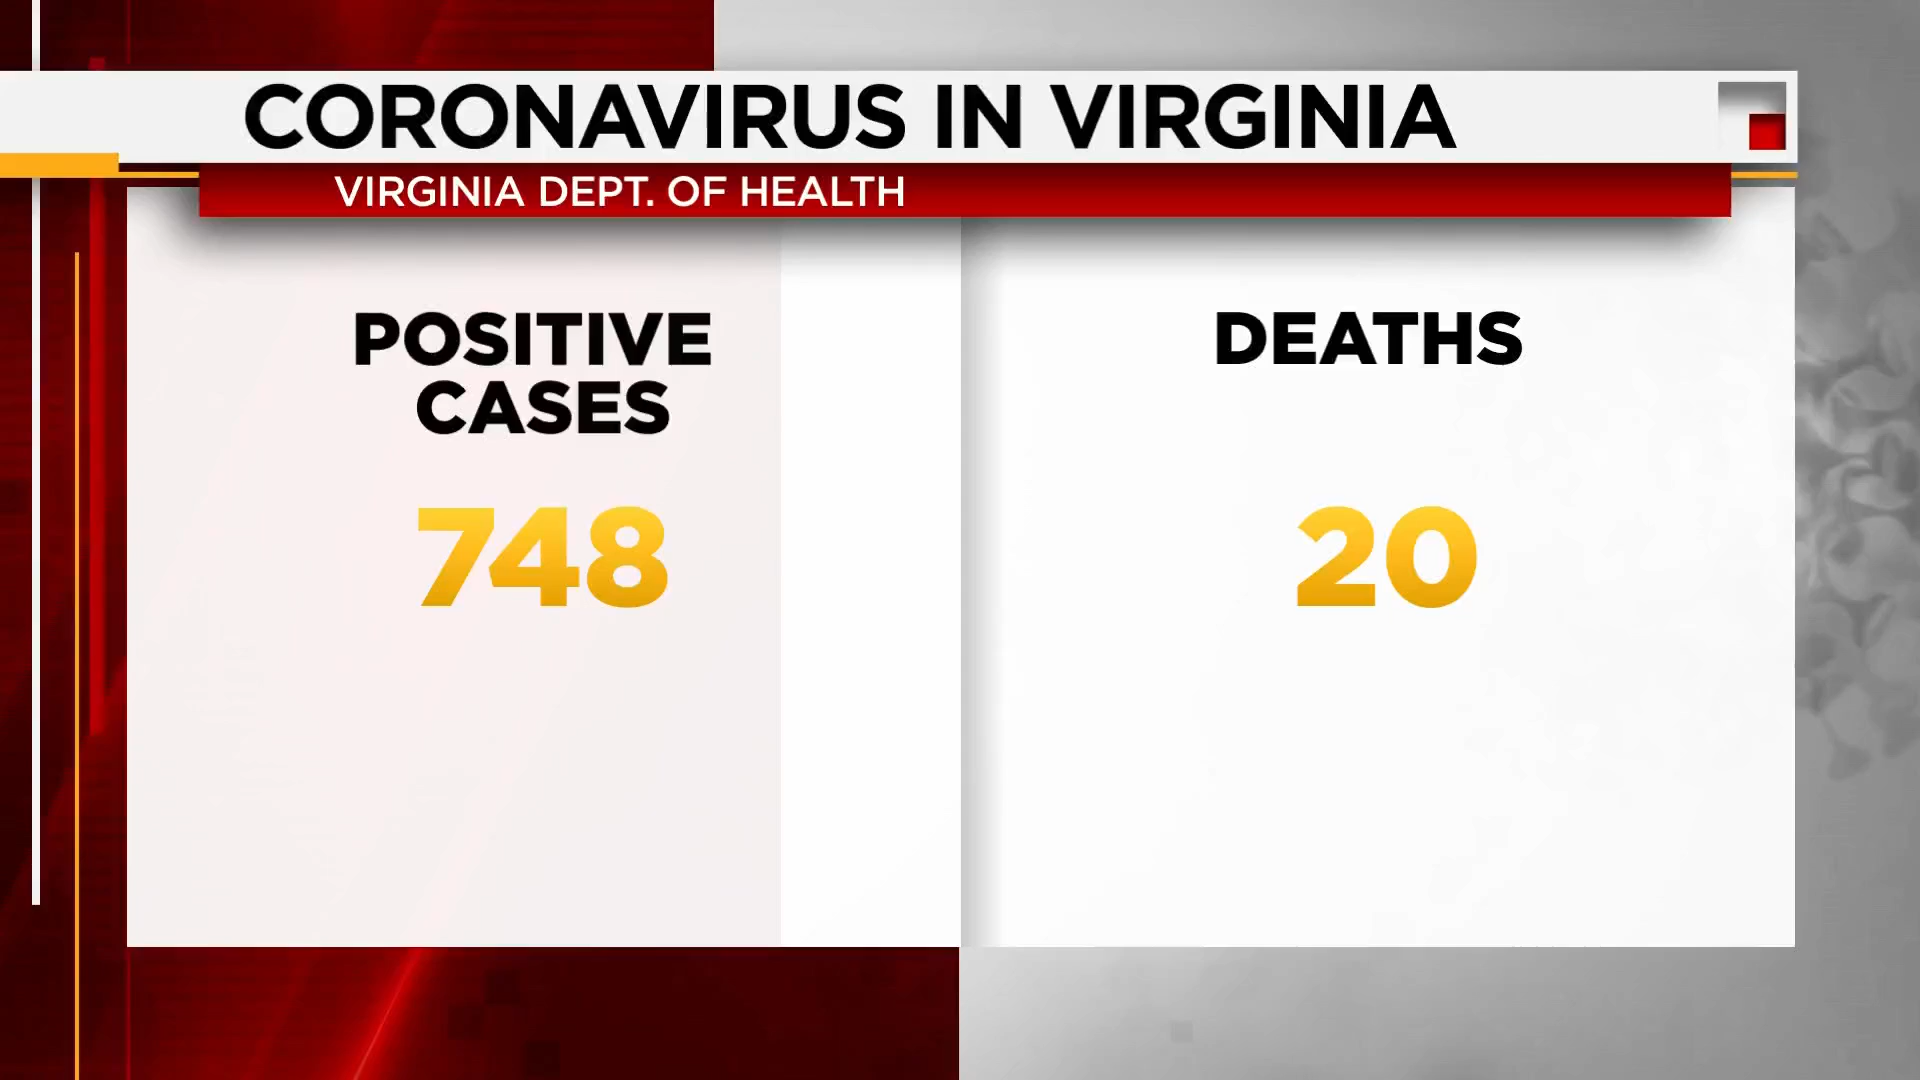 CORONAVIRUS IN VIRGINIA
VIRGINIA DEPT. OF HEALTH
POSITIVE
CASES
748
DEATHS
20